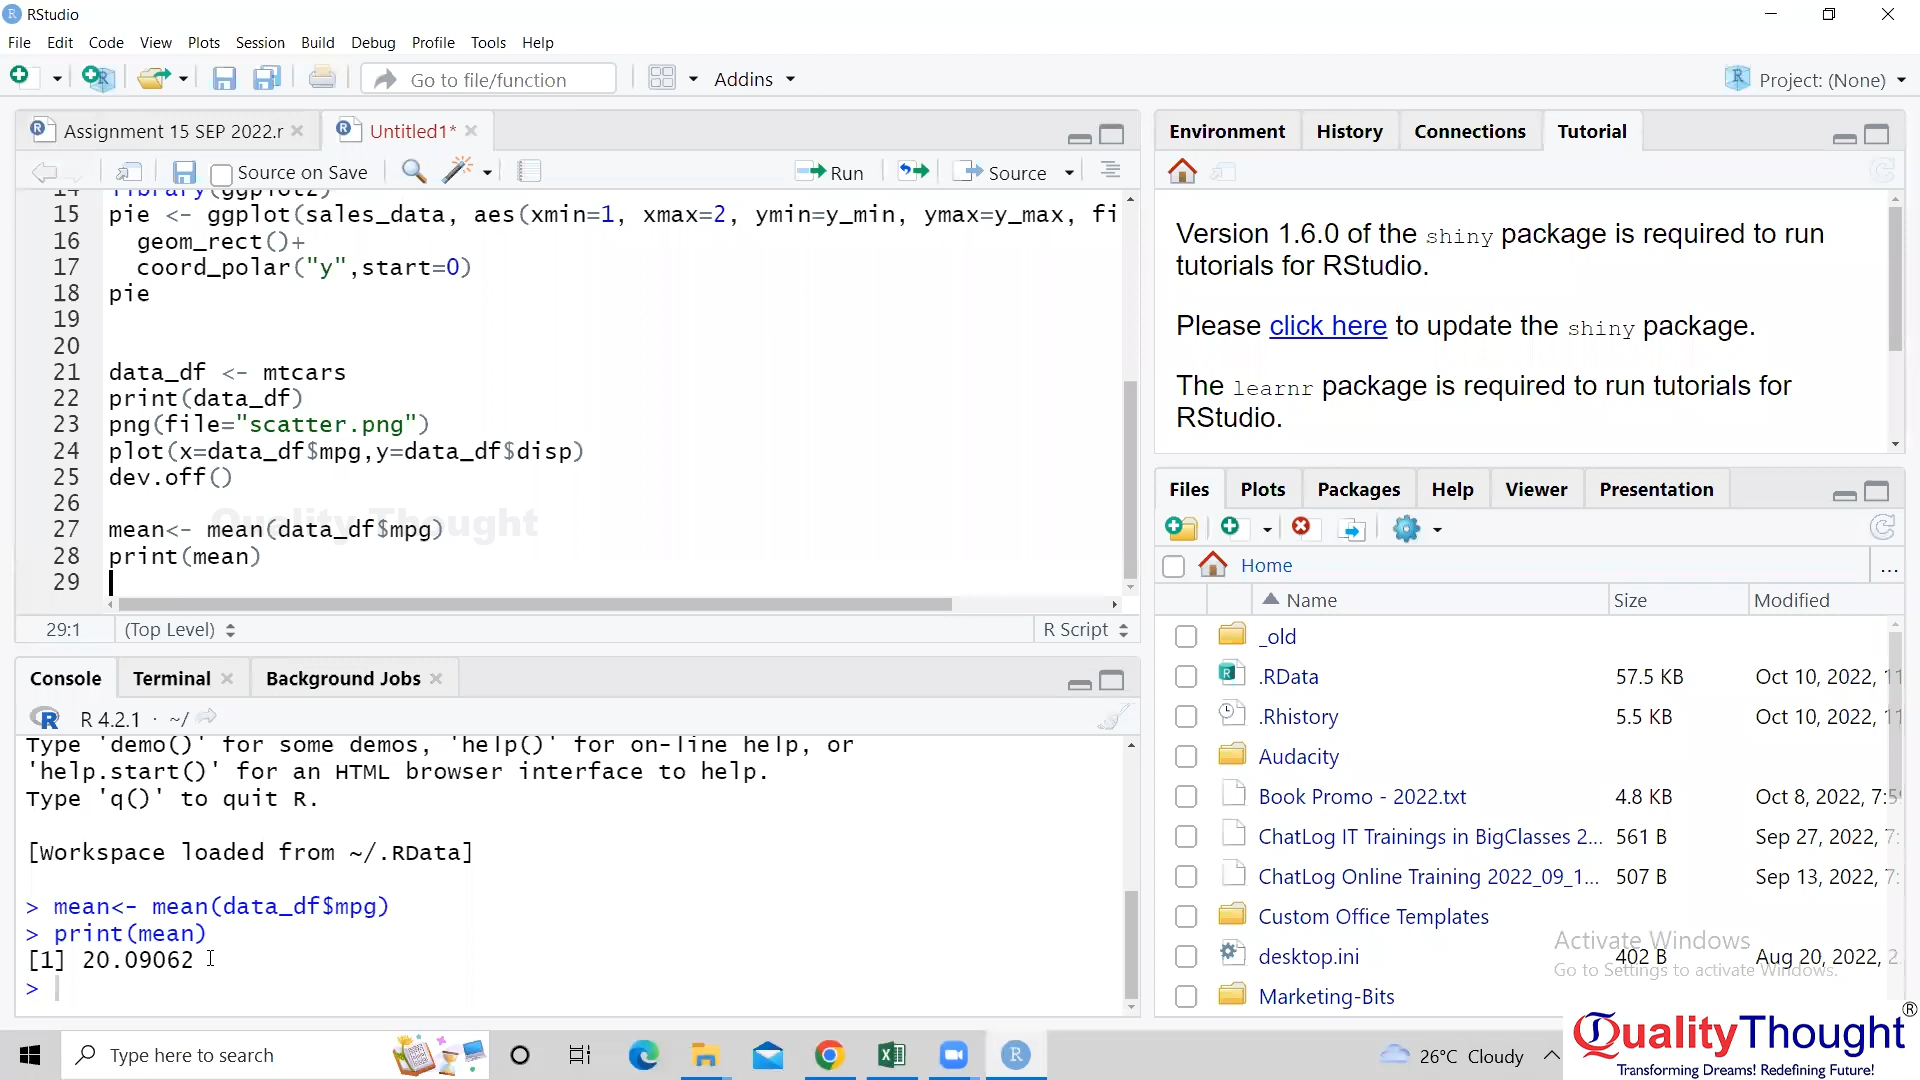 RStudio
File Edit Code View Plots Session Build Debug Profile Tools Help
Go to file/function
Addins
Project: (None)
Assignment 15 SEP 2022.r
Untitled1*
Source on Save
Run
Source
14 library(ggplot2)
15 pie <- ggplot(sales_data, aes(xmin=1, xmax=2, ymin=y_min, ymax=y_max, fi
16 geom_rect()+
17 coord_polar("y",start=0)
18 pie
19
20
21 data_df <- mtcars
22 print(data_df)
23 png(file="scatter.png")
24 plot(x=data_df$mpg,y=data_df$disp)
25 dev.off()
26
Quality Thought
27 mean<- mean(data_df$mpg)
28 print(mean)
29
29:1 (Top Level) R Script
Console Terminal Background Jobs
R 4.2.1 · ~/
Type 'demo()' for some demos, 'help()' for on-line help, or
'help.start()' for an HTML browser interface to help.
Type 'q()' to quit R.
[Workspace loaded from ~/.RData]
> mean<- mean(data_df$mpg)
> print(mean)
[1] 20.09062
>
Environment History Connections Tutorial
Version 1.6.0 of the shiny package is required to run
tutorials for RStudio.
Please click here to update the shiny package.
The learnr package is required to run tutorials for
RStudio.
Files Plots Packages Help Viewer Presentation
Home ...
Name Size Modified
_old
.RData 57.5 KB Oct 10, 2022, 11
.Rhistory 5.5 KB Oct 10, 2022, 11
Audacity
Book Promo - 2022.txt 4.8 KB Oct 8, 2022, 7:5
ChatLog IT Trainings in BigClasses 2... 561 B Sep 27, 2022, 7:
ChatLog Online Training 2022_09_1... 507 B Sep 13, 2022, 7:
Custom Office Templates
desktop.ini 402 B Aug 20, 2022, 2
Marketing-Bits
Activate Windows
Go to Settings to activate Windows.
Type here to search
26°C Cloudy
QualityThought®
Transforming Dreams! Redefining Future!